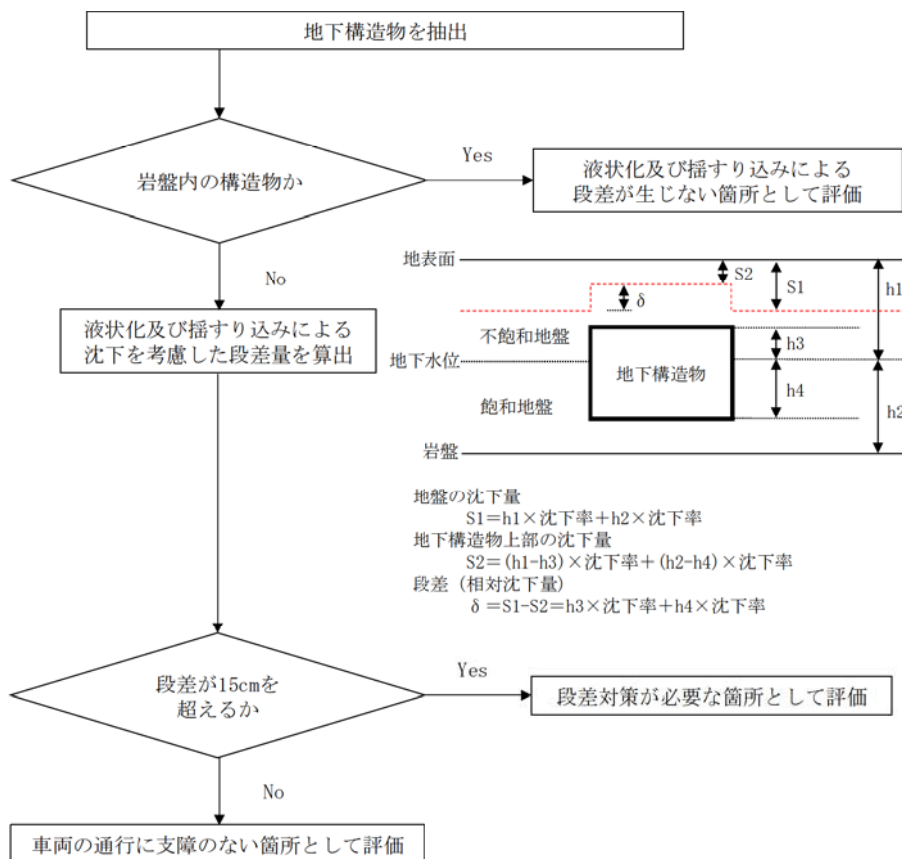 地下構造物を抽出
岩盤内の構造物か
Yes
液状化及び揺すり込みによる
段差が生じない箇所として評価
No
液状化及び揺すり込みによる
沈下を考慮した段差量を算出
地表面
S2
S1
h1
δ
不飽和地盤
h3
地下水位
地下構造物
h4
飽和地盤
h2
岩盤
地盤の沈下量
S1=h1×沈下率+h2×沈下率
地下構造物上部の沈下量
S2=(h1-h3)×沈下率+(h2-h4)×沈下率
段差（相対沈下量）
δ=S1-S2=h3×沈下率+h4×沈下率
段差が15cmを
超えるか
Yes
段差対策が必要な箇所として評価
No
車両の通行に支障のない箇所として評価